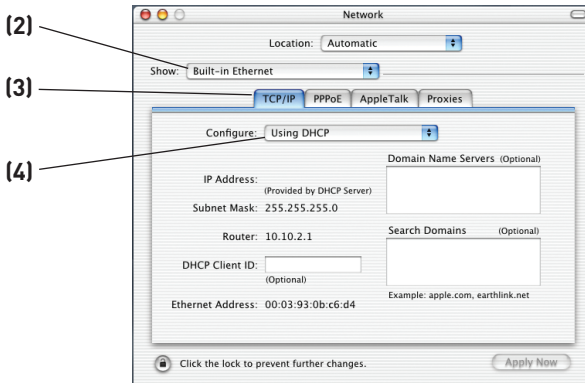 Network
Location: Automatic
(2)
Show: Built-in Ethernet
(3)
TCP/IP PPPoE AppleTalk Proxies
Configure: Using DHCP
(4)
Domain Name Servers (Optional)
IP Address:
(Provided by DHCP Server)
Subnet Mask: 255.255.255.0
Router: 10.10.2.1
Search Domains (Optional)
DHCP Client ID:
(Optional)
Example: apple.com, earthlink.net
Ethernet Address: 00:03:93:0b:c6:d4
Click the lock to prevent further changes.
Apply Now